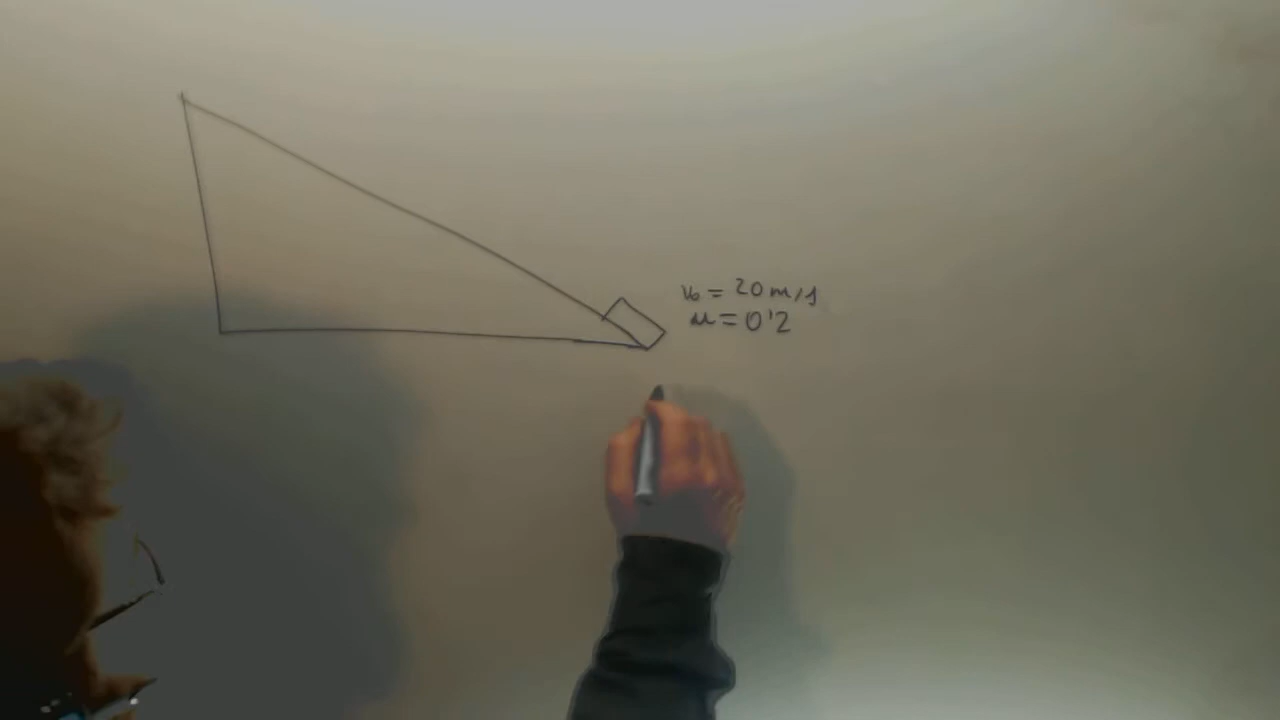 v₀ = 20 m/s
μ = 0'2